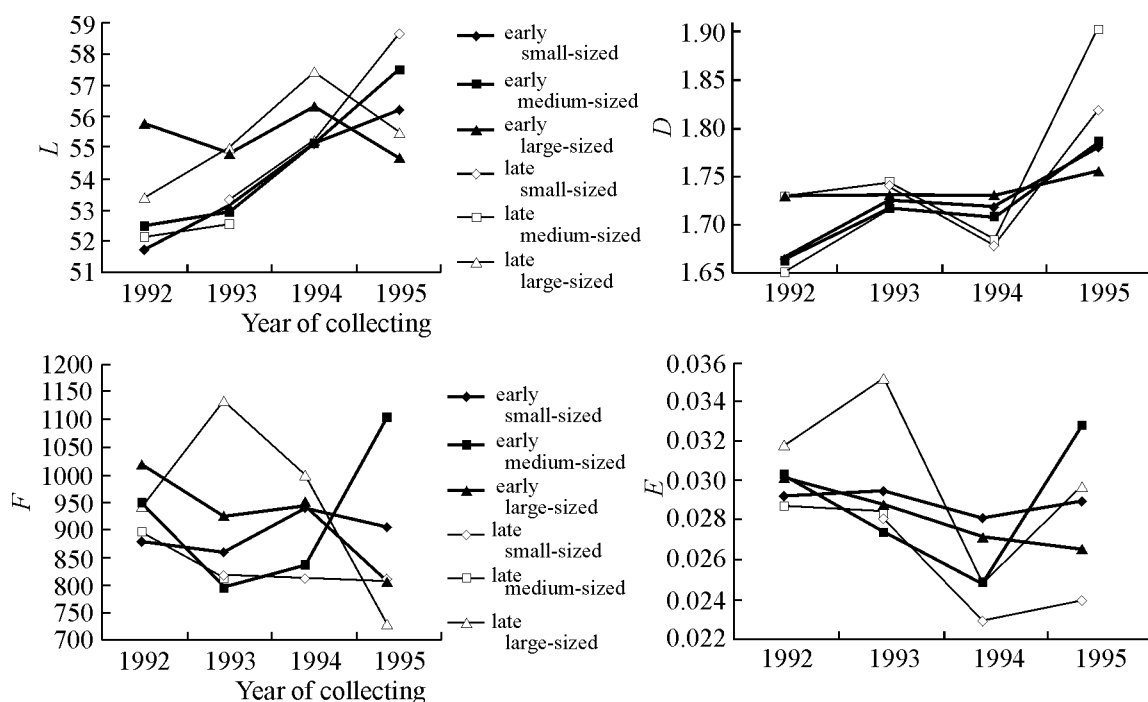 59
58
57
56
55
54
53
52
51
L
1992 1993 1994 1995
Year of collecting
early
small-sized
early
medium-sized
early
large-sized
late
small-sized
late
medium-sized
late
large-sized
1.90
1.85
1.80
1.75
1.70
1.65
D
1992 1993 1994 1995
1200
1150
1100
1050
1000
950
900
850
800
750
700
F
1992 1993 1994 1995
Year of collecting
early
small-sized
early
medium-sized
early
large-sized
late
small-sized
late
medium-sized
late
large-sized
0.036
0.034
0.032
0.030
0.028
0.026
0.024
0.022
E
1992 1993 1994 1995